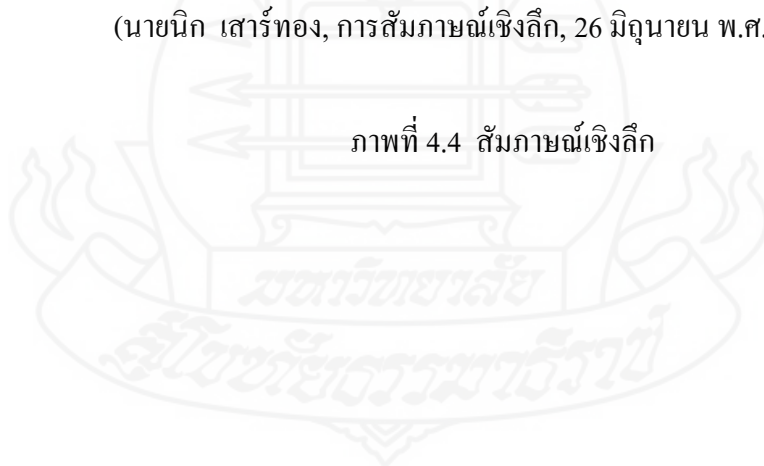 (นายนิก เสาร์ทอง, การสัมภาษณ์เชิงลึก, 26 มิถุนายน พ.ศ.
ภาพที่ 4.4 สัมภาษณ์เชิงลึก
มหาวิทยาลัย
สุโขทัยธรรมาธิราช